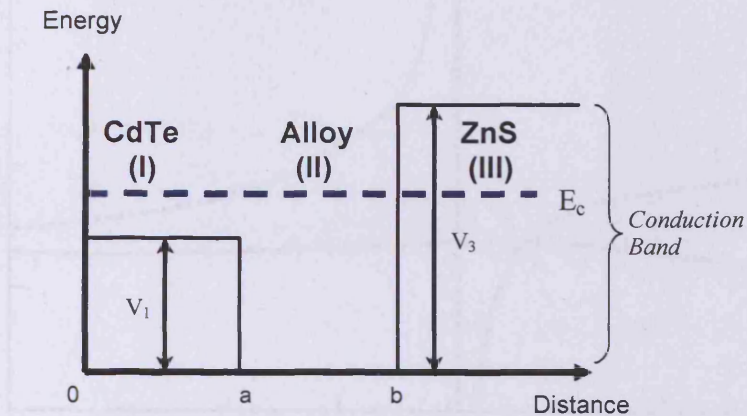 Energy
CdTe
(I)
Alloy
(II)
ZnS
(III)
E_c
Conduction
Band
V_3
V_1
0
a
b
Distance